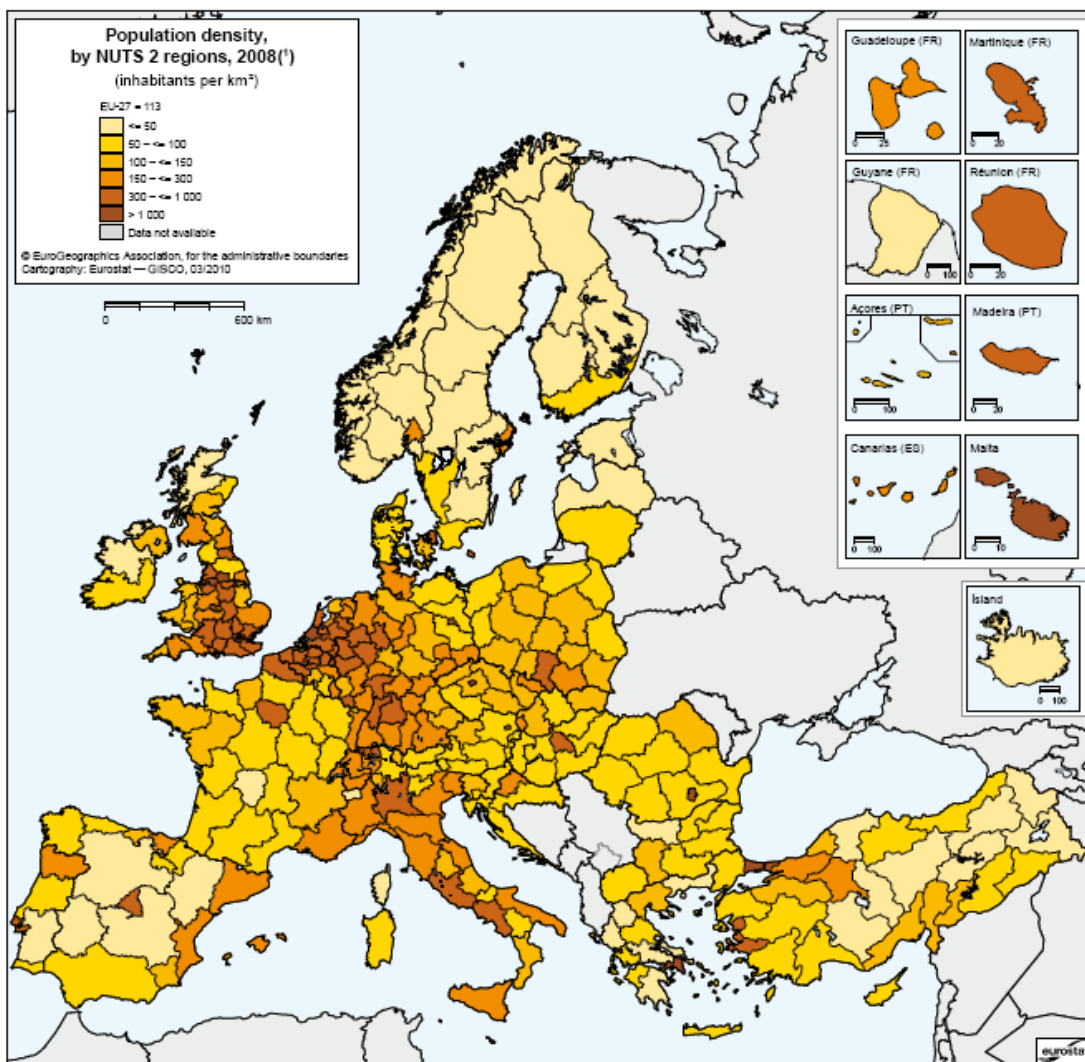 Population density,
by NUTS 2 regions, 2008(¹)
(inhabitants per km²)
EU-27 = 113
<= 50
50 – <= 100
100 – <= 150
150 – <= 300
300 – <= 1 000
> 1 000
Data not available
© EuroGeographics Association, for the administrative boundaries
Cartography: Eurostat — GISCO, 03/2010
0 600 km
Guadeloupe (FR)
0 25
Martinique (FR)
0 20
Guyane (FR)
0 100
Réunion (FR)
0 20
Açores (PT)
0 100
Madeira (PT)
0 20
Canarias (ES)
0 100
Malta
0 10
Ísland
0 100
eurostat